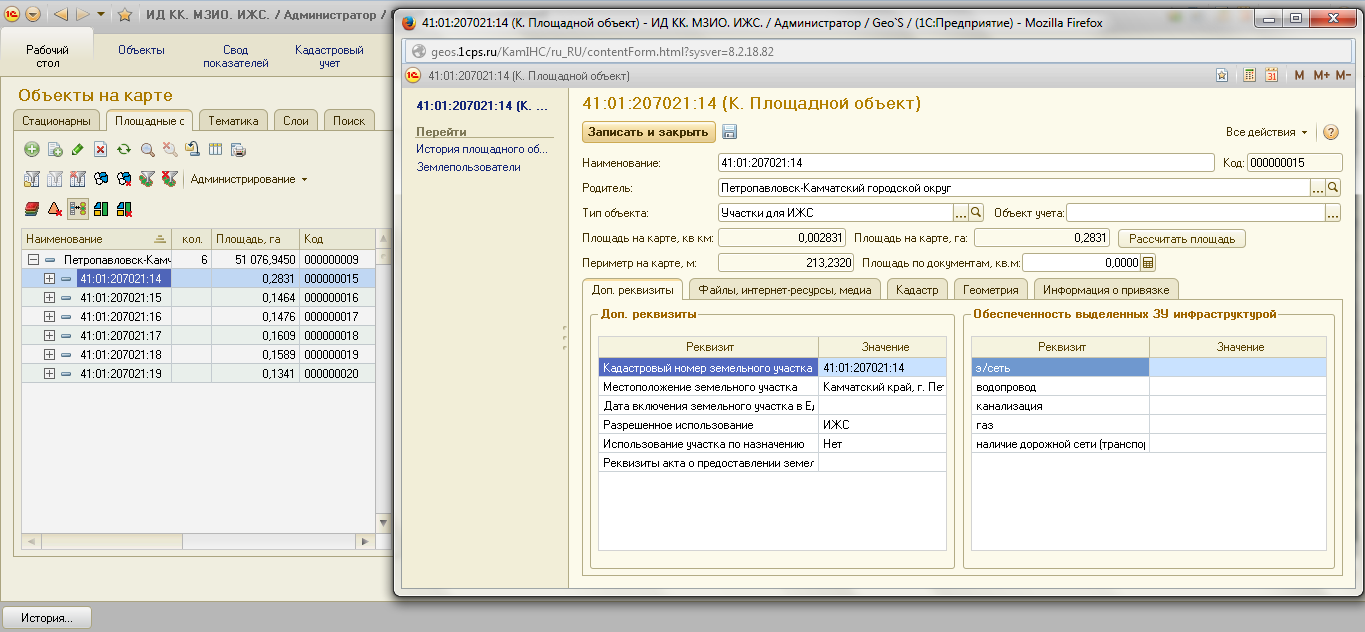 ИД КК. МЗИО. ИЖС. / Администратор /
Рабочий стол
Объекты
Свод показателей
Кадастровый учет
Объекты на карте
Стационарны
Площадные с
Тематика
Слои
Поиск
Администрирование
Наименование кол. Площадь, га Код
Петропавловск-Камч 6 51 076,9450 000000009
41:01:207021:14 0,2831 000000015
41:01:207021:15 0,1464 000000016
41:01:207021:16 0,1476 000000017
41:01:207021:17 0,1609 000000018
41:01:207021:18 0,1589 000000019
41:01:207021:19 0,1341 000000020
История...
41:01:207021:14 (К. Площадной объект) - ИД КК. МЗИО. ИЖС. / Администратор / Geo`S / (1С:Предприятие) - Mozilla Firefox
geos.1cps.ru/KamIHC/ru_RU/contentForm.html?sysver=8.2.18.82
41:01:207021:14 (К. Площадной объект)
M M+ M-
41:01:207021:14 (К. ...
Перейти
История площадного об...
Землепользователи
41:01:207021:14 (К. Площадной объект)
Записать и закрыть
Все действия
Наименование: 41:01:207021:14 Код: 000000015
Родитель: Петропавловск-Камчатский городской округ
Тип объекта: Участки для ИЖС Объект учета:
Площадь на карте, кв км: 0,002831 Площадь на карте, га: 0,2831 Рассчитать площадь
Периметр на карте, м: 213,2320 Площадь по документам, кв.м: 0,0000
Доп. реквизиты
Файлы, интернет-ресурсы, медиа
Кадастр
Геометрия
Информация о привязке
Доп. реквизиты
Реквизит Значение
Кадастровый номер земельного участка 41:01:207021:14
Местоположение земельного участка Камчатский край, г. Пет
Дата включения земельного участка в Ед
Разрешенное использование ИЖС
Использование участка по назначению Нет
Реквизиты акта о предоставлении земел
Обеспеченность выделенных ЗУ инфраструктурой
Реквизит Значение
э/сеть
водопровод
канализация
газ
наличие дорожной сети (транспор